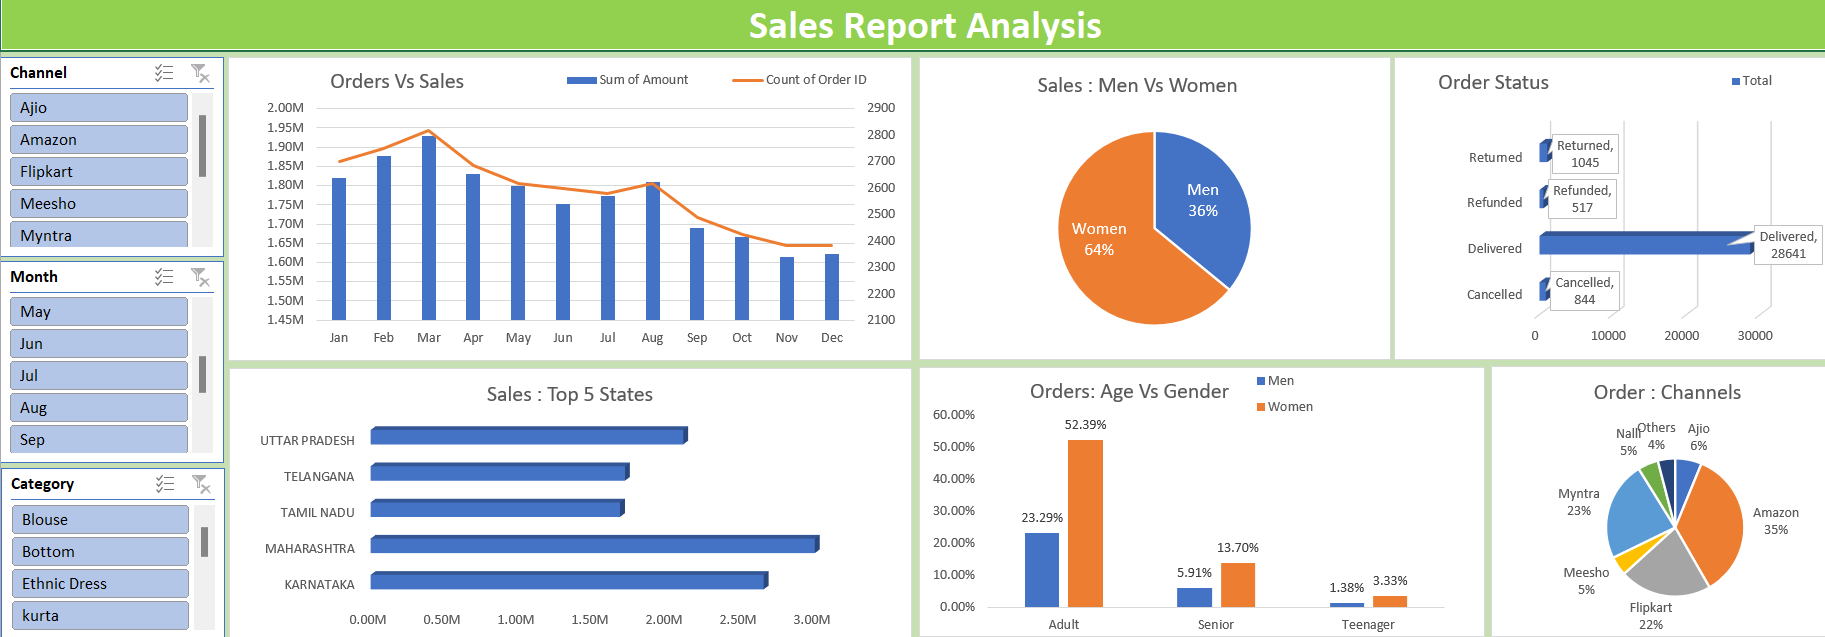 Sales Report Analysis
Channel
Ajio
Amazon
Flipkart
Meesho
Myntra
Month
May
Jun
Jul
Aug
Sep
Category
Blouse
Bottom
Ethnic Dress
kurta
Orders Vs Sales
Sum of Amount
Count of Order ID
2.00M
1.95M
1.90M
1.85M
1.80M
1.75M
1.70M
1.65M
1.60M
1.55M
1.50M
1.45M
2900
2800
2700
2600
2500
2400
2300
2200
2100
Jan Feb Mar Apr May Jun Jul Aug Sep Oct Nov Dec
Sales : Men Vs Women
Men
36%
Women
64%
Order Status
Total
Returned
Refunded
Delivered
Cancelled
Returned,
1045
Refunded,
517
Delivered,
28641
Cancelled,
844
0 10000 20000 30000
Sales : Top 5 States
UTTAR PRADESH
TELANGANA
TAMIL NADU
MAHARASHTRA
KARNATAKA
0.00M 0.50M 1.00M 1.50M 2.00M 2.50M 3.00M
Orders: Age Vs Gender
Men
Women
60.00%
50.00%
40.00%
30.00%
20.00%
10.00%
0.00%
23.29%
52.39%
5.91%
13.70%
1.38%
3.33%
Adult Senior Teenager
Order : Channels
Nalli
5%
Others
4%
Ajio
6%
Myntra
23%
Amazon
35%
Meesho
5%
Flipkart
22%